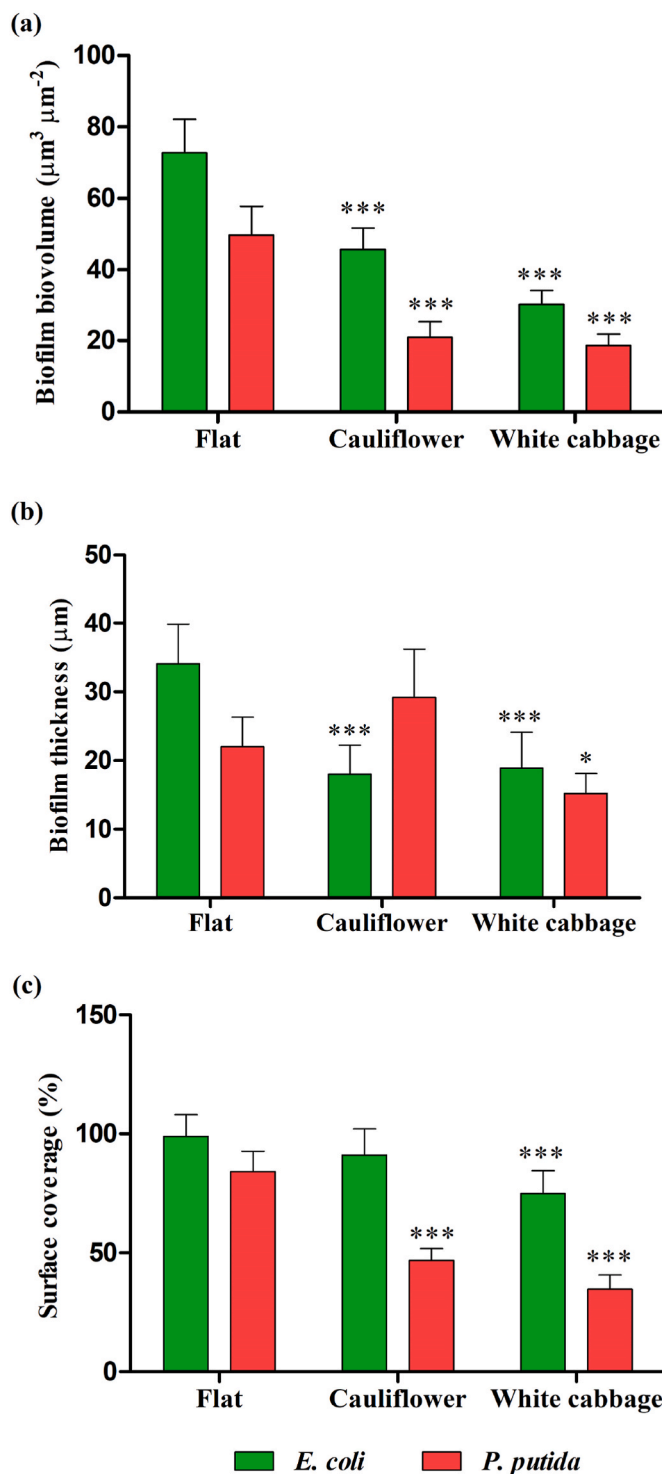 (a)
Biofilm biovolume (μm³ μm⁻²)
100
80
60
40
20
0
***
***
***
***
Flat Cauliflower White cabbage
(b)
Biofilm thickness (μm)
50
40
30
20
10
0
***
***
*
Flat Cauliflower White cabbage
(c)
Surface coverage (%)
150
100
50
0
***
***
***
Flat Cauliflower White cabbage
E. coli P. putida